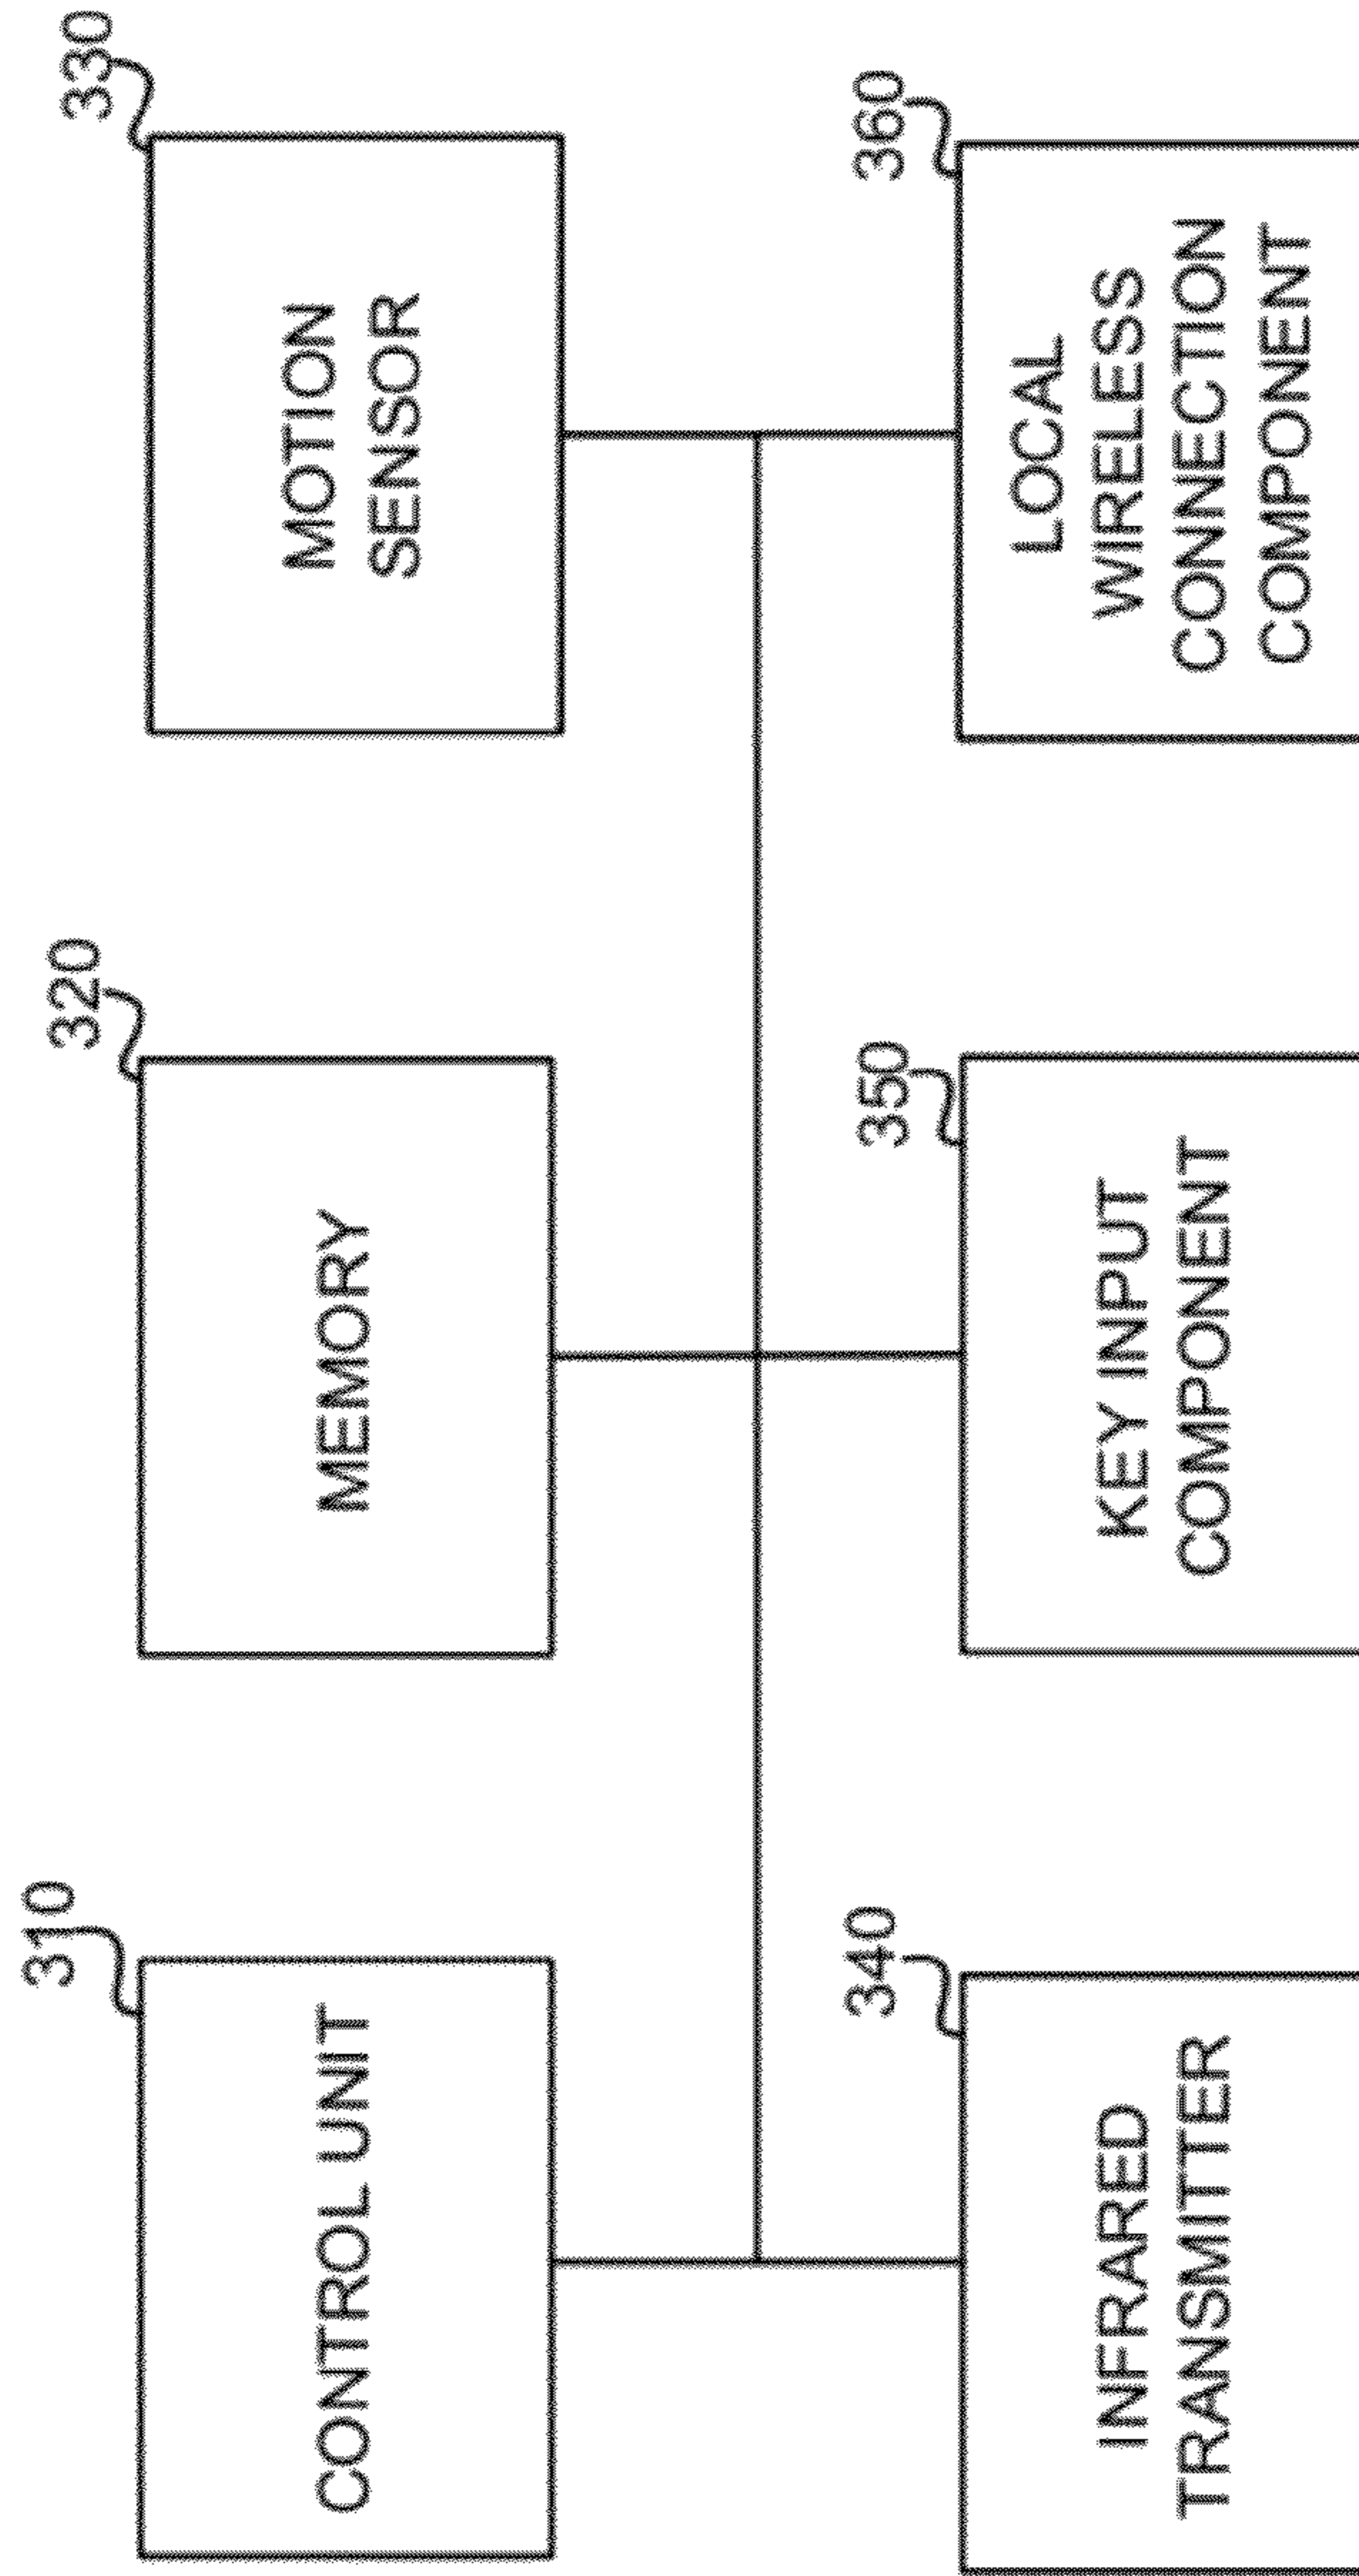 310
CONTROL UNIT
320
MEMORY
330
MOTION
SENSOR
340
INFRARED
TRANSMITTER
350
KEY INPUT
COMPONENT
360
LOCAL
WIRELESS
CONNECTION
COMPONENT